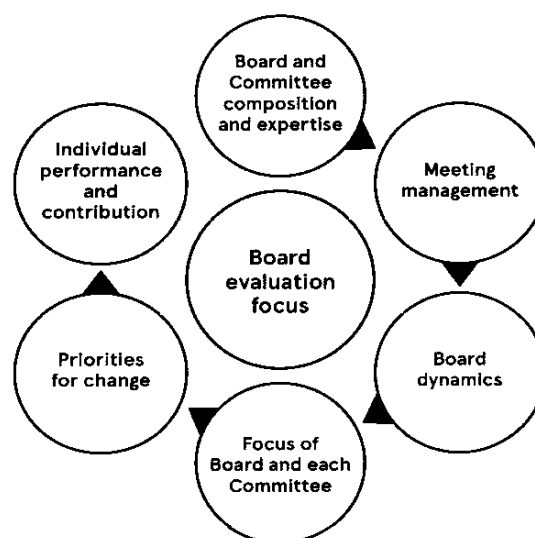 Board and
Committee
composition
and expertise
Meeting
management
Board
dynamics
Focus of
Board and each
Committee
Priorities
for change
Individual
performance
and
contribution
Board
evaluation
focus